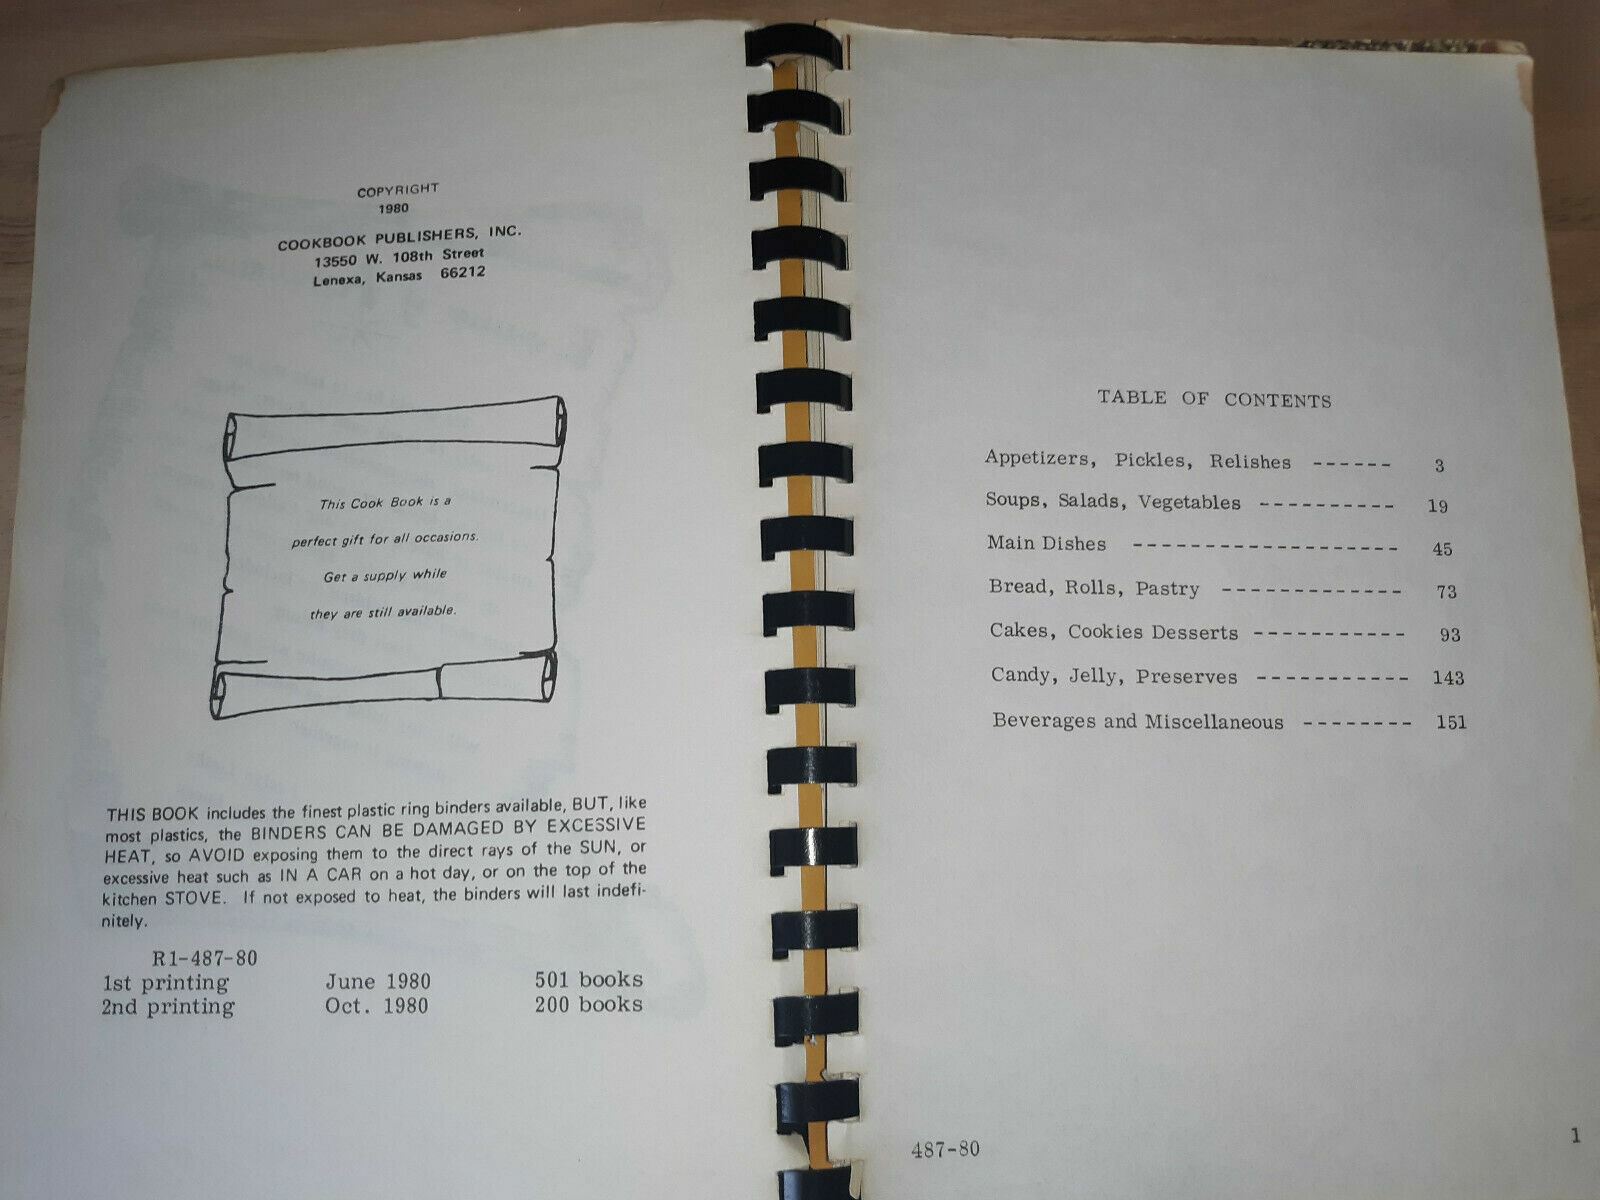 COPYRIGHT
1980
COOKBOOK PUBLISHERS, INC.
13550 W. 108th Street
Lenexa, Kansas 66212
This Cook Book is a
perfect gift for all occasions.
Get a supply while
they are still available.
THIS BOOK includes the finest plastic ring binders available, BUT, like
most plastics, the BINDERS CAN BE DAMAGED BY EXCESSIVE
HEAT, so AVOID exposing them to the direct rays of the SUN, or
excessive heat such as IN A CAR on a hot day, or on the top of the
kitchen STOVE. If not exposed to heat, the binders will last indefi-
nitely.
R1-487-80
1st printing June 1980 501 books
2nd printing Oct. 1980 200 books
TABLE OF CONTENTS
Appetizers, Pickles, Relishes ------ 3
Soups, Salads, Vegetables ---------- 19
Main Dishes ------------------- 45
Bread, Rolls, Pastry ------------- 73
Cakes, Cookies Desserts ----------- 93
Candy, Jelly, Preserves ----------- 143
Beverages and Miscellaneous -------- 151
487-80 1